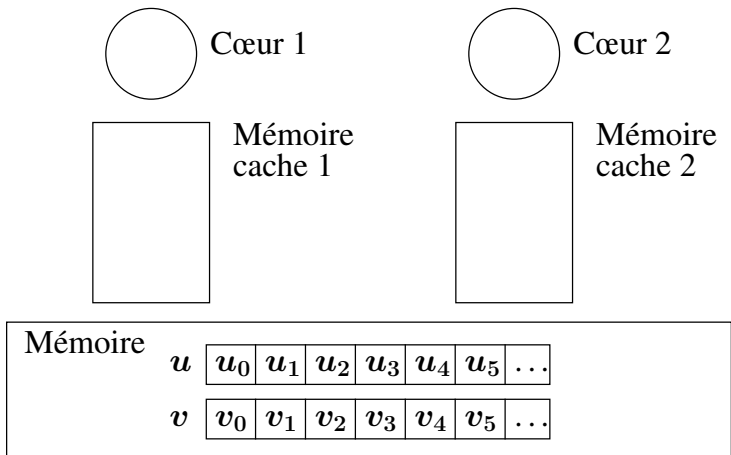 Cœur 1
Cœur 2
Mémoire
cache 1
Mémoire
cache 2
Mémoire
u u₀ u₁ u₂ u₃ u₄ u₅ …
v v₀ v₁ v₂ v₃ v₄ v₅ …